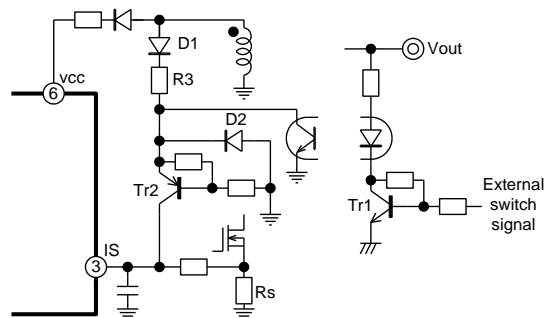 D1
Vout
vcc
R3
6
D2
Tr2
Tr1
External
switch
signal
IS
3
Rs